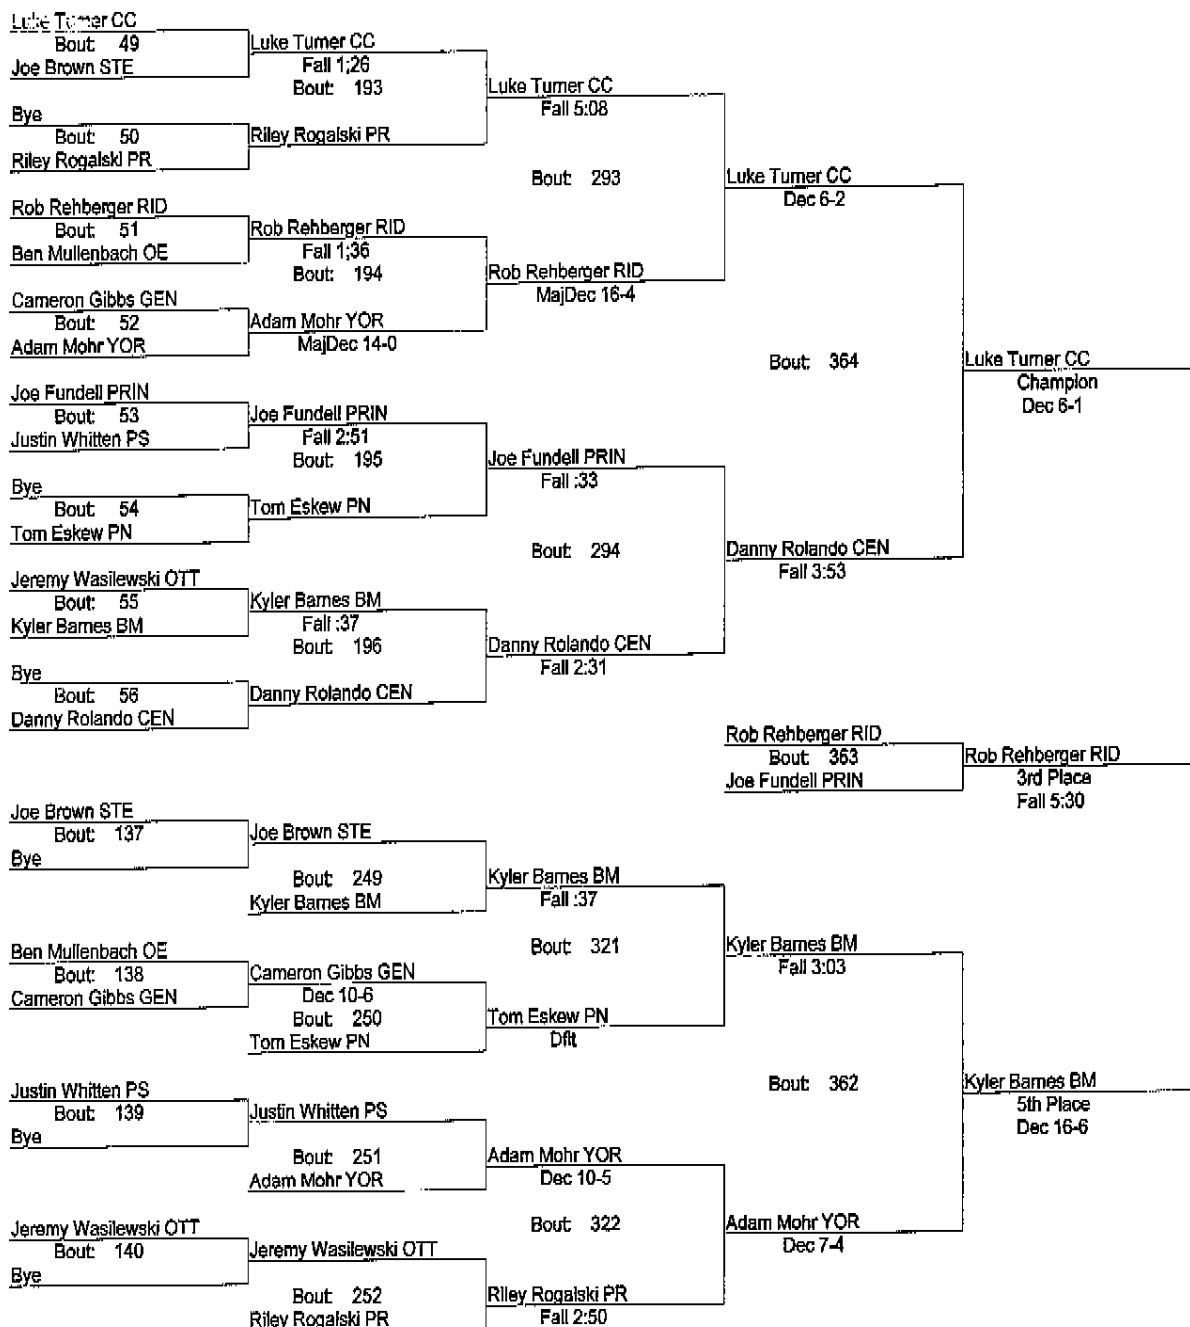 Luke Turner CC
Bout: 49
Joe Brown STE
Luke Turner CC
Fall 1;26
Bout: 193
Bye
Bout: 50
Riley Rogalski PR
Riley Rogalski PR
Luke Turner CC
Fall 5:08
Bout: 293
Rob Rehberger RID
Bout: 51
Ben Mullenbach OE
Rob Rehberger RID
Fall 1;36
Bout: 194
Cameron Gibbs GEN
Bout: 52
Adam Mohr YOR
Adam Mohr YOR
MajDec 14-0
Rob Rehberger RID
MajDec 16-4
Luke Turner CC
Dec 6-2
Bout: 364
Luke Turner CC
Champion
Dec 6-1
Joe Fundell PRIN
Bout: 53
Justin Whitten PS
Joe Fundell PRIN
Fall 2:51
Bout: 195
Bye
Bout: 54
Tom Eskew PN
Tom Eskew PN
Joe Fundell PRIN
Fall :33
Bout: 294
Jeremy Wasilewski OTT
Bout: 55
Kyler Barnes BM
Kyler Barnes BM
Fall :37
Bout: 196
Bye
Bout: 56
Danny Rolando CEN
Danny Rolando CEN
Danny Rolando CEN
Fall 2:31
Danny Rolando CEN
Fall 3:53
Rob Rehberger RID
Bout: 363
Joe Fundell PRIN
Rob Rehberger RID
3rd Place
Fall 5:30
Joe Brown STE
Bout: 137
Bye
Joe Brown STE
Bout: 249
Kyler Barnes BM
Kyler Barnes BM
Fall :37
Bout: 321
Ben Mullenbach OE
Bout: 138
Cameron Gibbs GEN
Cameron Gibbs GEN
Dec 10-6
Bout: 250
Tom Eskew PN
Tom Eskew PN
Dflt
Kyler Barnes BM
Fall 3:03
Bout: 362
Kyler Barnes BM
5th Place
Dec 16-6
Justin Whitten PS
Bout: 139
Bye
Justin Whitten PS
Bout: 251
Adam Mohr YOR
Adam Mohr YOR
Dec 10-5
Bout: 322
Adam Mohr YOR
Dec 7-4
Jeremy Wasilewski OTT
Bout: 140
Bye
Jeremy Wasilewski OTT
Bout: 252
Riley Rogalski PR
Riley Rogalski PR
Fall 2:50